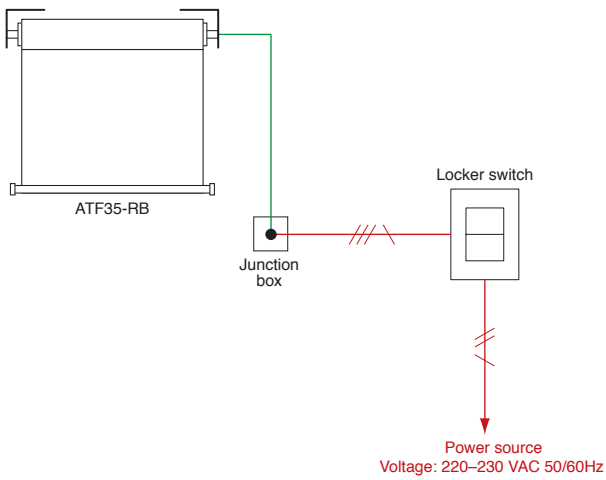 ATF35-RB
Locker switch
Junction
box
Power source
Voltage: 220–230 VAC 50/60Hz